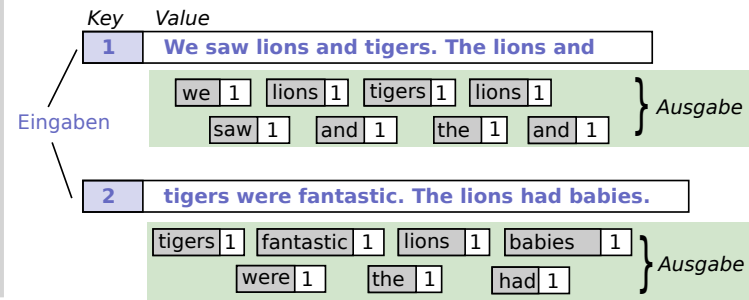 Key Value
1 We saw lions and tigers. The lions and
we 1 lions 1 tigers 1 lions 1
Ausgabe
Eingaben
saw 1 and 1 the 1 and 1
2 tigers were fantastic. The lions had babies.
tigers 1 fantastic 1 lions 1 babies 1
Ausgabe
were 1 the 1 had 1